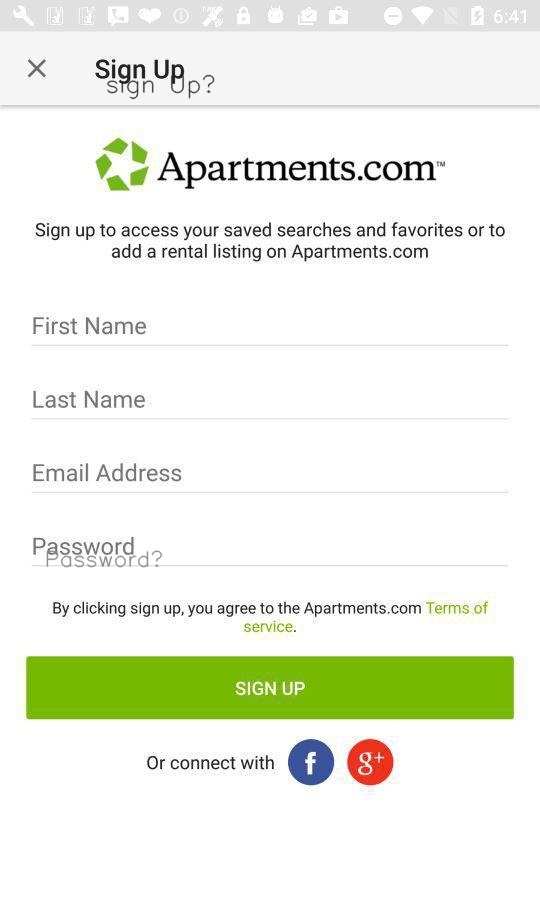 6:41
Sign Up
sign Up?
Apartments.com™
Sign up to access your saved searches and favorites or to
add a rental listing on Apartments.com
First Name
Last Name
Email Address
Password
Password?
By clicking sign up, you agree to the Apartments.com Terms of
service.
SIGN UP
Or connect with f g+